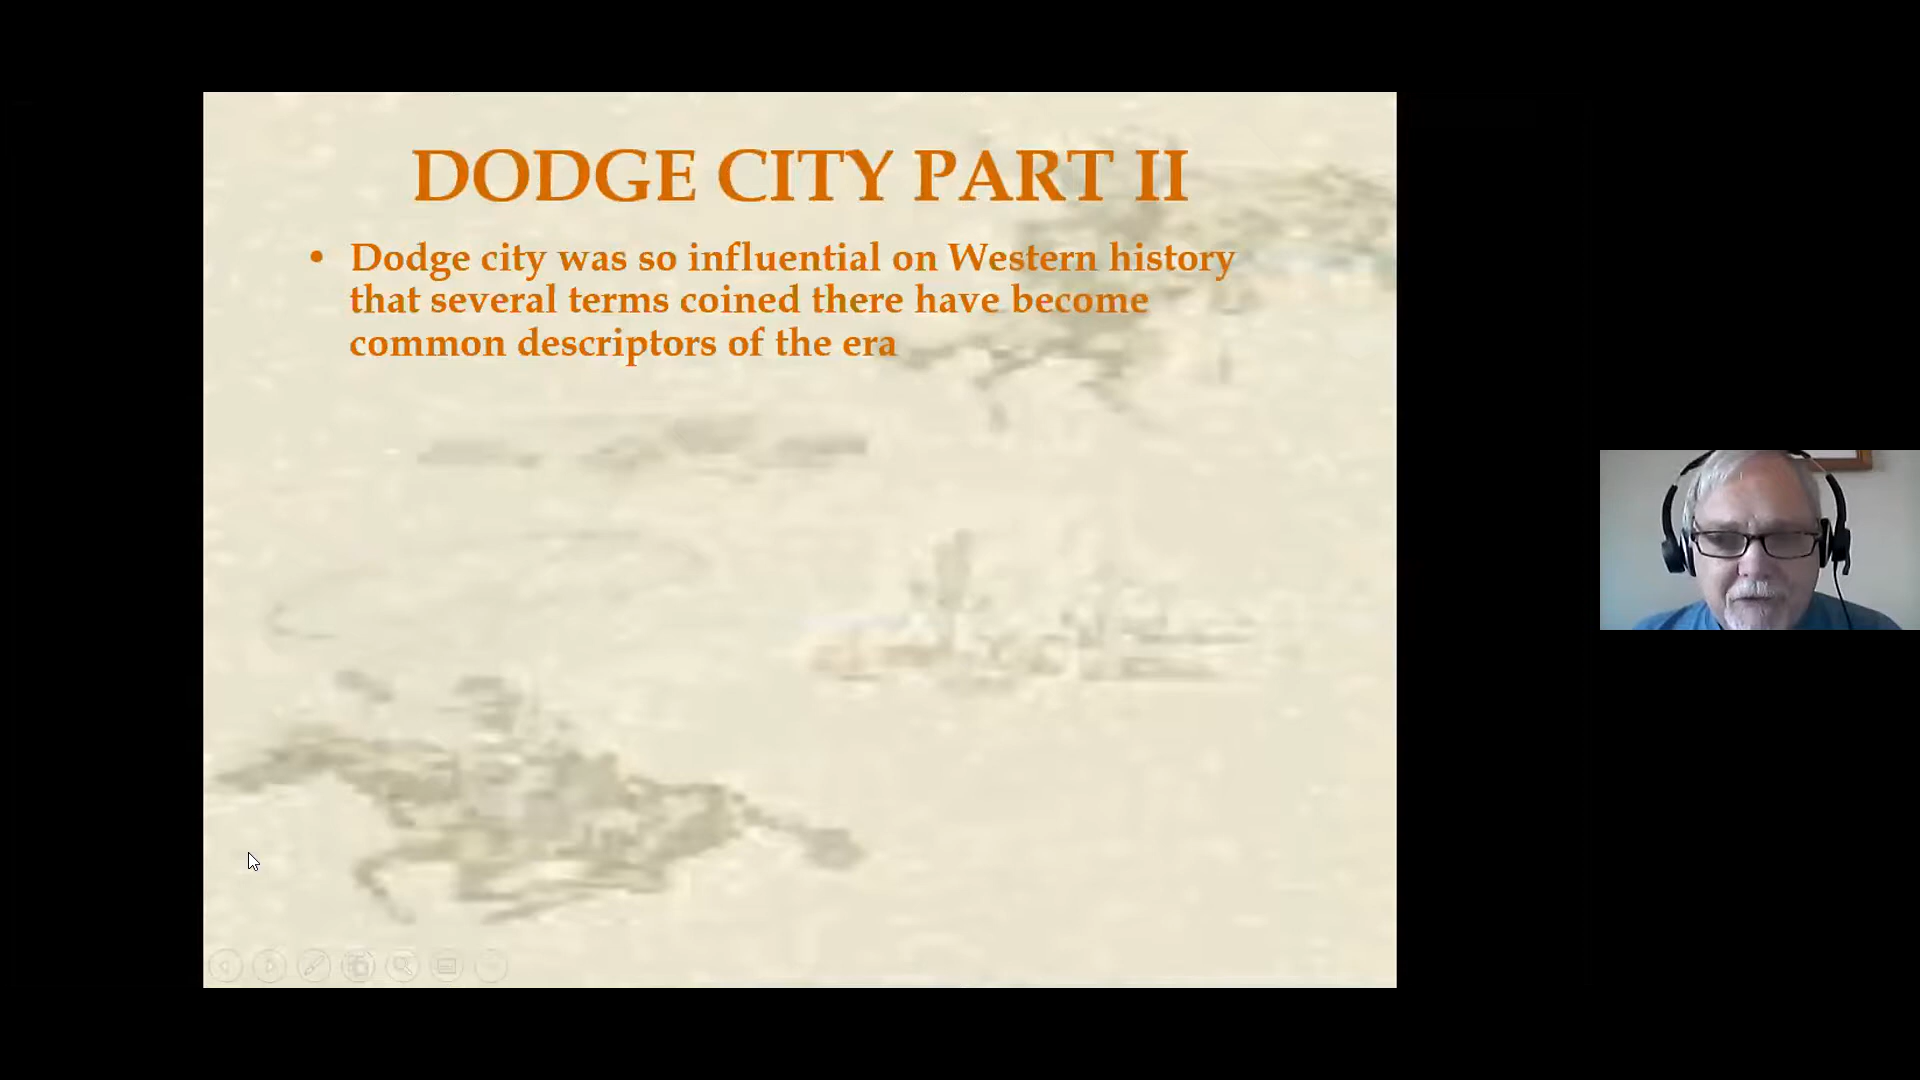 DODGE CITY PART II
• Dodge city was so influential on Western history
that several terms coined there have become
common descriptors of the era